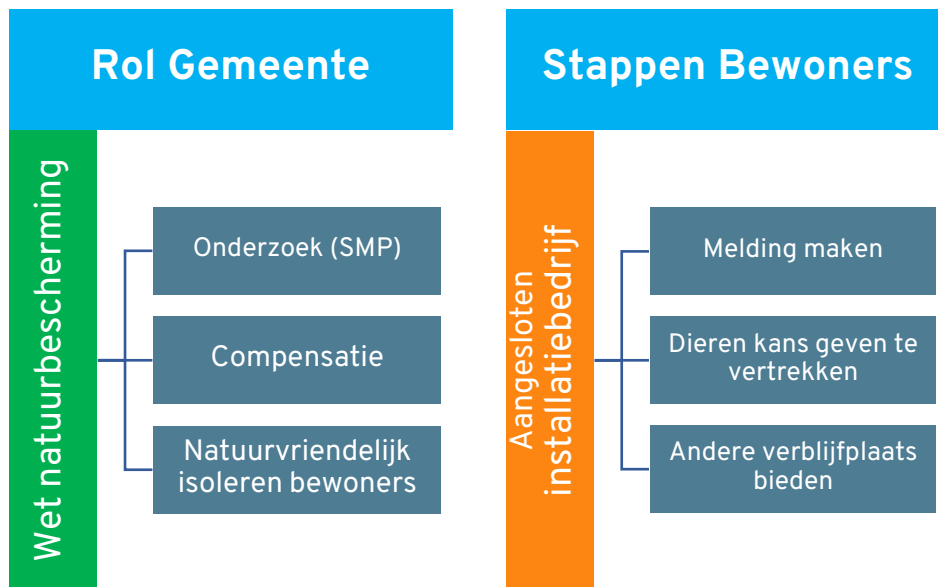 Rol Gemeente
Wet natuurbescherming
Onderzoek (SMP)
Compensatie
Natuurvriendelijk
isoleren bewoners
Stappen Bewoners
Aangesloten
installatiebedrijf
Melding maken
Dieren kans geven te
vertrekken
Andere verblijfplaats
bieden